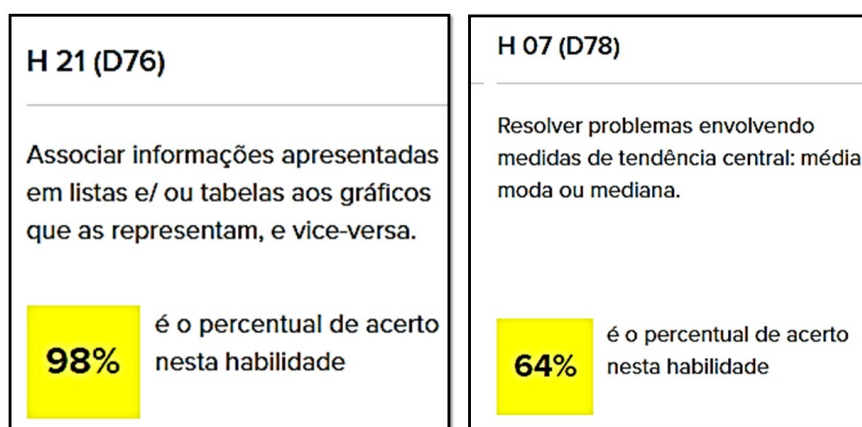 H 21 (D76)
Associar informações apresentadas
em listas e/ ou tabelas aos gráficos
que as representam, e vice-versa.
98%
é o percentual de acerto
nesta habilidade
H 07 (D78)
Resolver problemas envolvendo
medidas de tendência central: média
moda ou mediana.
64%
é o percentual de acerto
nesta habilidade